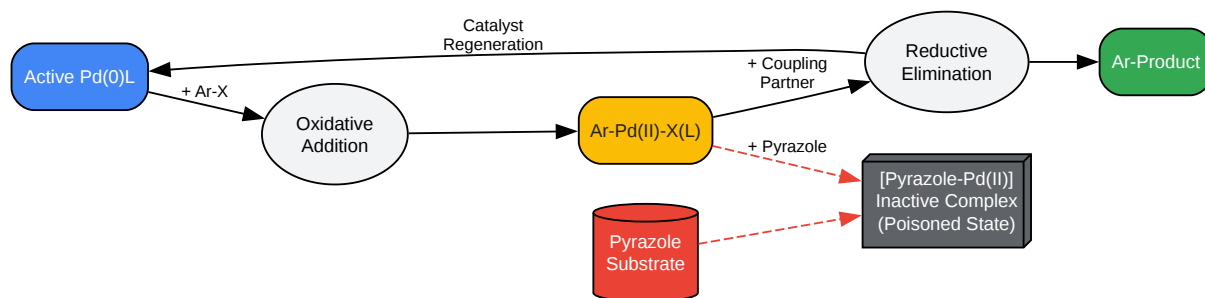 Catalyst
Regeneration
Active Pd(0)L
+ Ar-X
Oxidative
Addition
Ar-Pd(II)-X(L)
+ Coupling
Partner
Reductive
Elimination
Ar-Product
+ Pyrazole
[Pyrazole-Pd(II)]
Inactive Complex
(Poisoned State)
Pyrazole
Substrate